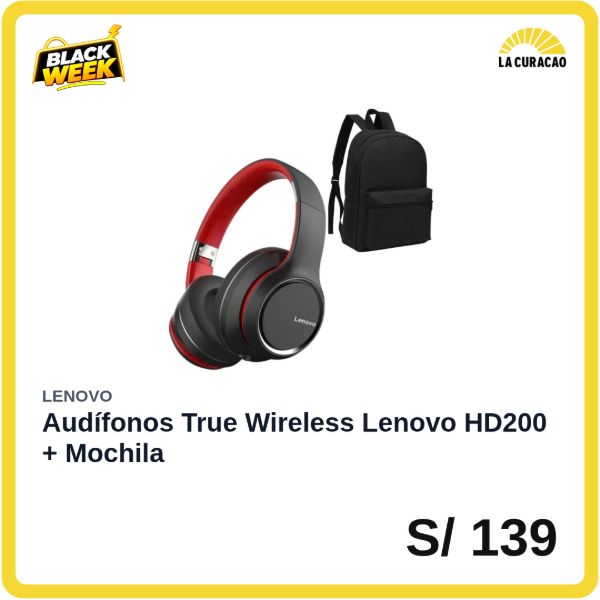 BLACK
WEEK
LA CURACAO
Lenovo
LENOVO
Audífonos True Wireless Lenovo HD200
+ Mochila
S/ 139